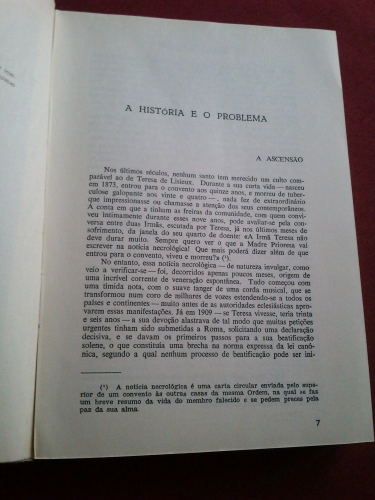 A HISTÓRIA E O PROBLEMA
A ASCENSÃO
Nos últimos séculos, nenhum santo tem merecido um culto com-
parável ao de Teresa de Lisieux. Durante a sua curta vida — nasceu
em 1873, entrou para o convento aos quinze anos, e morreu de tuber-
culose galopante aos vinte e quatro —, nada fez de extraordinário
que impressionasse ou chamasse a atenção dos seus contemporâneos.
A conta em que a tinham as freiras da comunidade, com quem convi-
veu intimamente durante esses nove anos, pode avaliar-se pela con-
versa entre duas Irmãs, escutada por Teresa, já nos últimos meses de
sofrimento, da janela do seu quarto de doente: «A Irmã Teresa não
deve durar muito. Sempre quero ver o que a Madre Prioresa vai
escrever na notícia necrológica! Que mais poderá dizer além de que
entrou para o convento, viveu e morreu?» (¹).
No entanto, essa notícia necrológica — de natureza invulgar, como
veio a verificar-se — foi, decorridos apenas poucos meses, origem de
uma incrível corrente de veneração espontânea. Tudo começou com
uma tímida nota, com o suave tanger de uma corda musical, que se
transformou num coro de milhares de vozes estendendo-se a todos os
países e continentes — muito antes de as autoridades eclesiásticas apro-
varem essas manifestações. Já em 1909 — se Teresa vivesse, teria trinta
e seis anos — a sua devoção alastrava de tal modo que muitas petições
urgentes tinham sido submetidas a Roma, solicitando uma declaração
decisiva, e se davam os primeiros passos para a sua beatificação
solene, o que constituía uma brecha na norma expressa da lei canó-
nica, segundo a qual nenhum processo de beatificação pode ser ini-
(¹) A notícia necrológica é uma carta circular enviada pelo supe-
rior de um convento às outras casas da mesma Ordem, na qual se faz
um breve resumo da vida do membro falecido e se pedem preces pela
paz da sua alma.
7